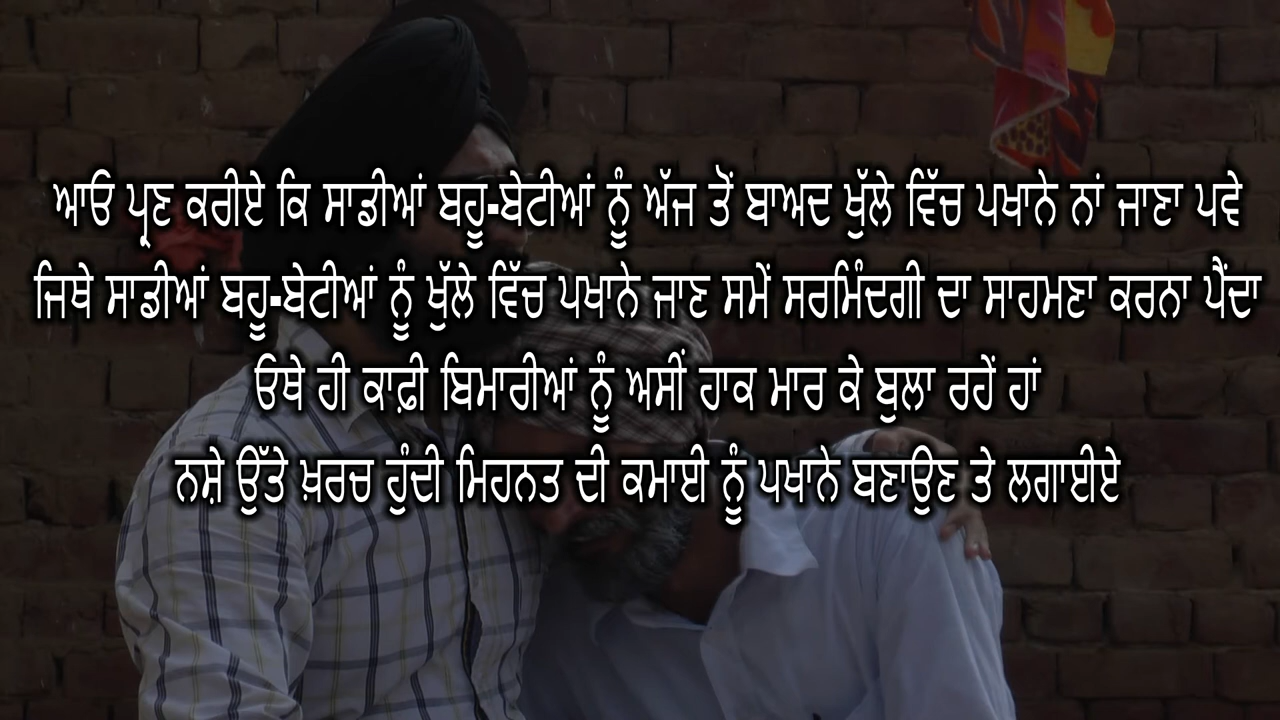 ਆਓ ਪ੍ਰਣ ਕਰੀਏ ਕਿ ਸਾਡੀਆਂ ਬਹੂ-ਬੇਟੀਆਂ ਨੂੰ ਅੱਜ ਤੋਂ ਬਾਅਦ ਖੁੱਲੇ ਵਿੱਚ ਪਖਾਨੇ ਨਾਂ ਜਾਣਾ ਪਵੇ
ਜਿਥੇ ਸਾਡੀਆਂ ਬਹੂ-ਬੇਟੀਆਂ ਨੂੰ ਖੁੱਲੇ ਵਿੱਚ ਪਖਾਨੇ ਜਾਣ ਸਮੇਂ ਸਰਮਿੰਦਗੀ ਦਾ ਸਾਹਮਣਾ ਕਰਨਾ ਪੈਂਦਾ
ਓਥੇ ਹੀ ਕਾਫ਼ੀ ਬਿਮਾਰੀਆਂ ਨੂੰ ਅਸੀਂ ਹਾਕ ਮਾਰ ਕੇ ਬੁਲਾ ਰਹੇਂ ਹਾਂ
ਨਸ਼ੇ ਉੱਤੇ ਖ਼ਰਚ ਹੁੰਦੀ ਮਿਹਨਤ ਦੀ ਕਮਾਈ ਨੂੰ ਪਖਾਨੇ ਬਣਾਉਣ ਤੇ ਲਗਾਈਏ